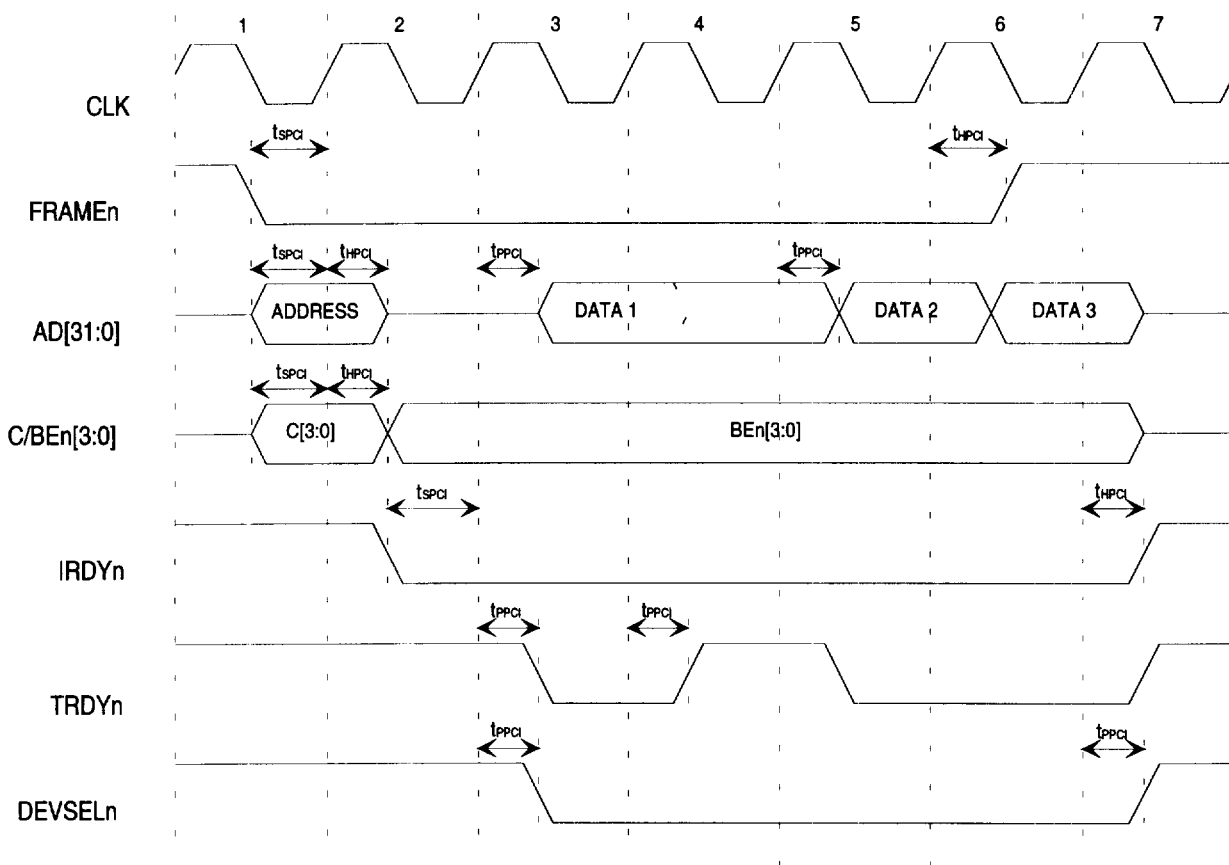 1 2 3 4 5 6 7
CLK
tSPCI tHPCI
FRAMEn
tSPCI tHPCI tPPCI tPPCI
ADDRESS DATA 1 DATA 2 DATA 3
AD[31:0]
tSPCI tHPCI
C[3:0] BEn[3:0]
C/BEn[3:0]
tSPCI tHPCI
IRDYn
tPPCI tPPCI
TRDYn
tPPCI tPPCI
DEVSELn